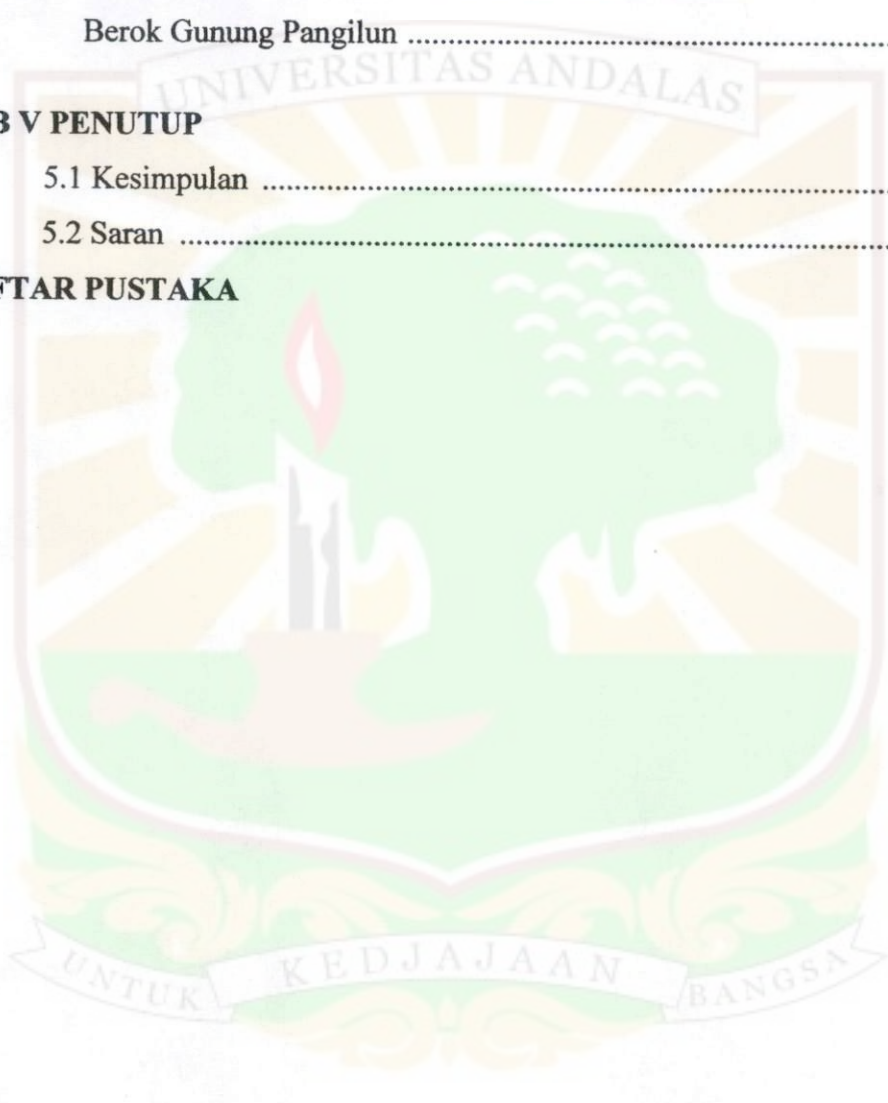 Berok Gunung Pangilun ........................................................
UNIVERSITAS ANDALAS
B V PENUTUP
5.1 Kesimpulan ..........................................................................
5.2 Saran ....................................................................................
FTAR PUSTAKA
UNTUK KEDJAJAAN BANGSA